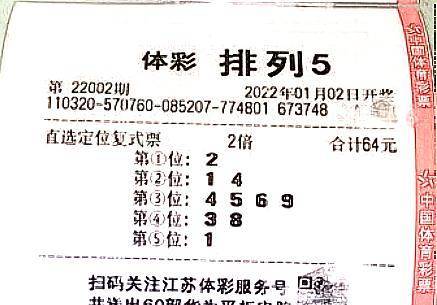 体彩 排列5
第 22002期 2022年01月02日开奖
110320-570760-085207-774801 673748
直选定位复式票 2倍 合计64元
第①位: 2
第②位: 1 4
第③位: 4 5 6 9
第④位: 3 8
第⑤位: 1
扫码关注江苏体彩服务号
中国体育彩票
中国体育彩票